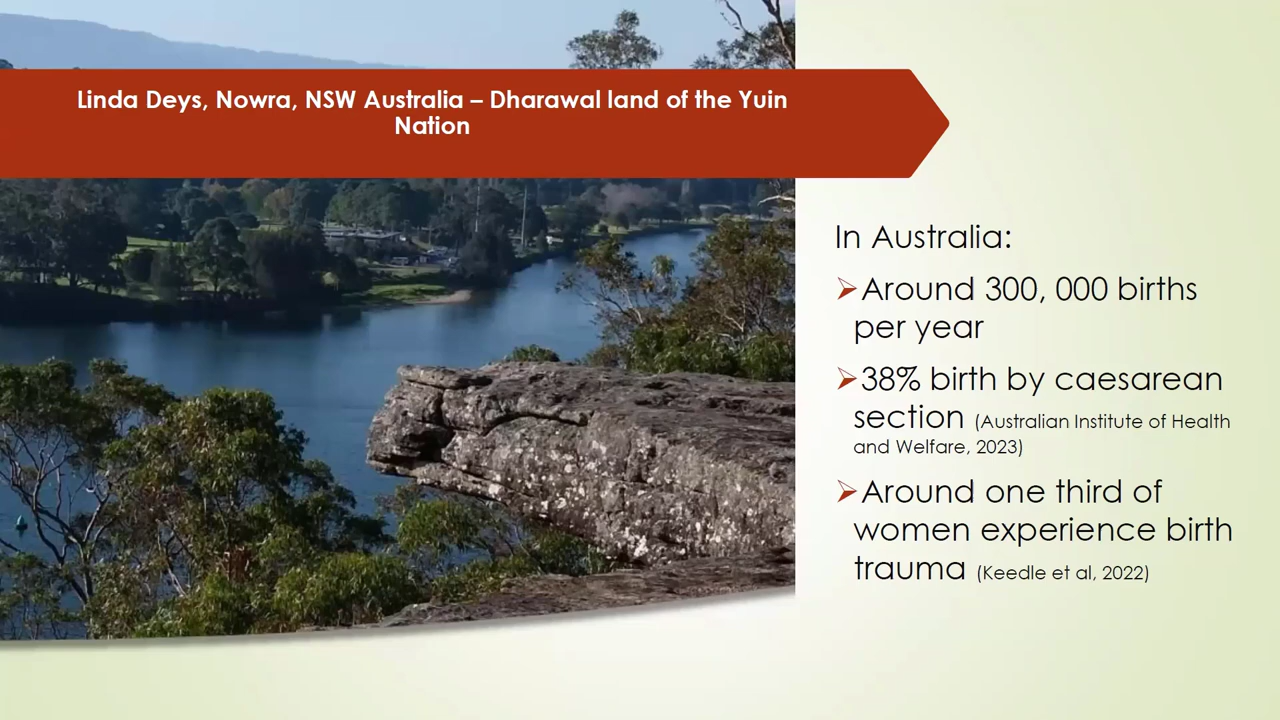 Linda Deys, Nowra, NSW Australia – Dharawal land of the Yuin
Nation
In Australia:
Around 300, 000 births
per year
38% birth by caesarean
section (Australian Institute of Health
and Welfare, 2023)
Around one third of
women experience birth
trauma (Keedle et al, 2022)